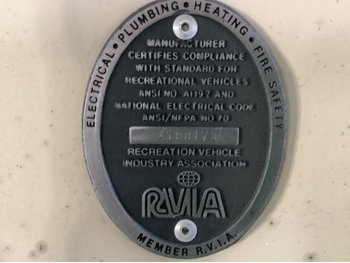 ELECTRICAL • PLUMBING • HEATING • FIRE SAFETY
MANUFACTURER
CERTIFIES COMPLIANCE
WITH STANDARD FOR
RECREATIONAL VEHICLES
ANSI NO. A119.2 AND
NATIONAL ELECTRICAL CODE
ANSI/NFPA NO 70
RECREATION VEHICLE
INDUSTRY ASSOCIATION
RVIA
MEMBER R.V.I.A.